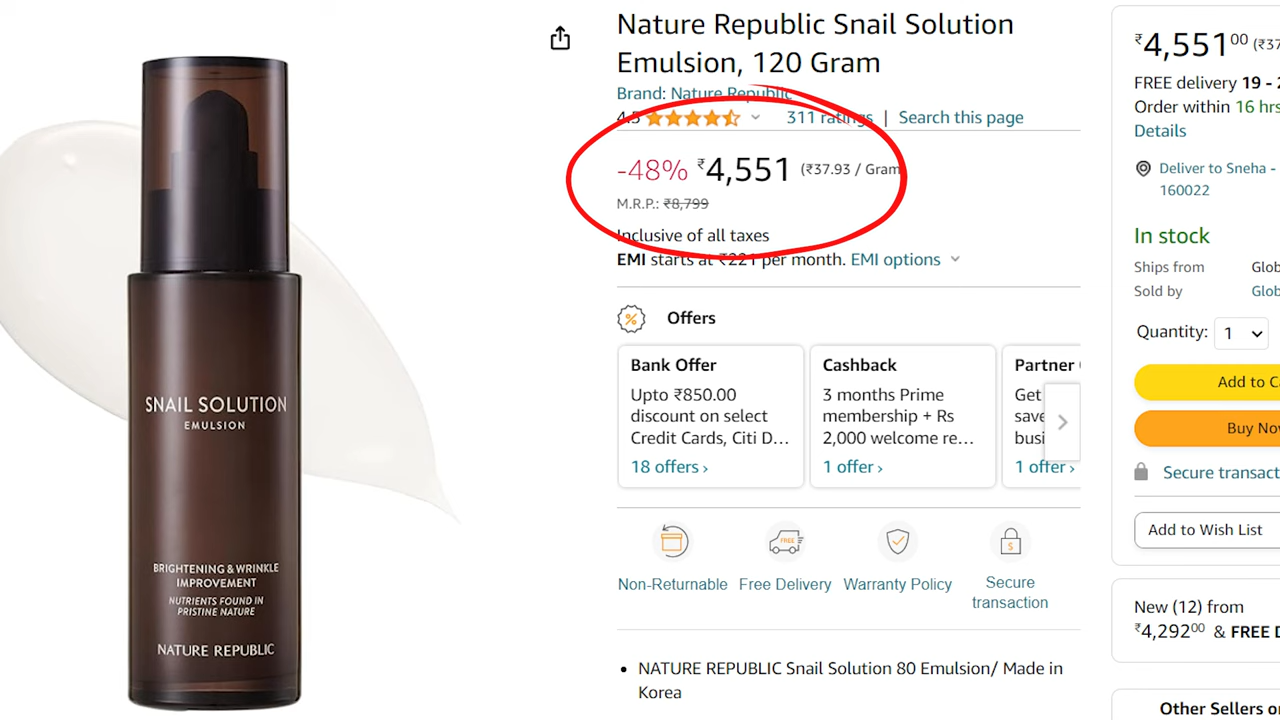 SNAIL SOLUTION
EMULSION
BRIGHTENING & WRINKLE
IMPROVEMENT
NUTRIENTS FOUND IN
PRISTINE NATURE
NATURE REPUBLIC
Nature Republic Snail Solution
Emulsion, 120 Gram
Brand: Nature Republic
4.5 311 ratings | Search this page
-48% ₹4,551 (₹37.93 / Gram
M.R.P.: ₹8,799
Inclusive of all taxes
EMI starts at ₹221 per month. EMI options
% Offers
Bank Offer
Upto ₹850.00
discount on select
Credit Cards, Citi D...
18 offers ›
Cashback
3 months Prime
membership + Rs
2,000 welcome re...
1 offer ›
Partner
Get
save
busi
1 offer ›
FREE
$
Non-Returnable
Free Delivery
Warranty Policy
Secure
transaction
• NATURE REPUBLIC Snail Solution 80 Emulsion/ Made in
Korea
₹4,551⁰⁰ (₹37
FREE delivery 19 -
Order within 16 hrs
Details
Deliver to Sneha -
160022
In stock
Ships from Glob
Sold by Glob
Quantity: 1
Add to C
Buy Nov
Secure transact
Add to Wish List
New (12) from
₹4,292⁰⁰ & FREE D
Other Sellers o